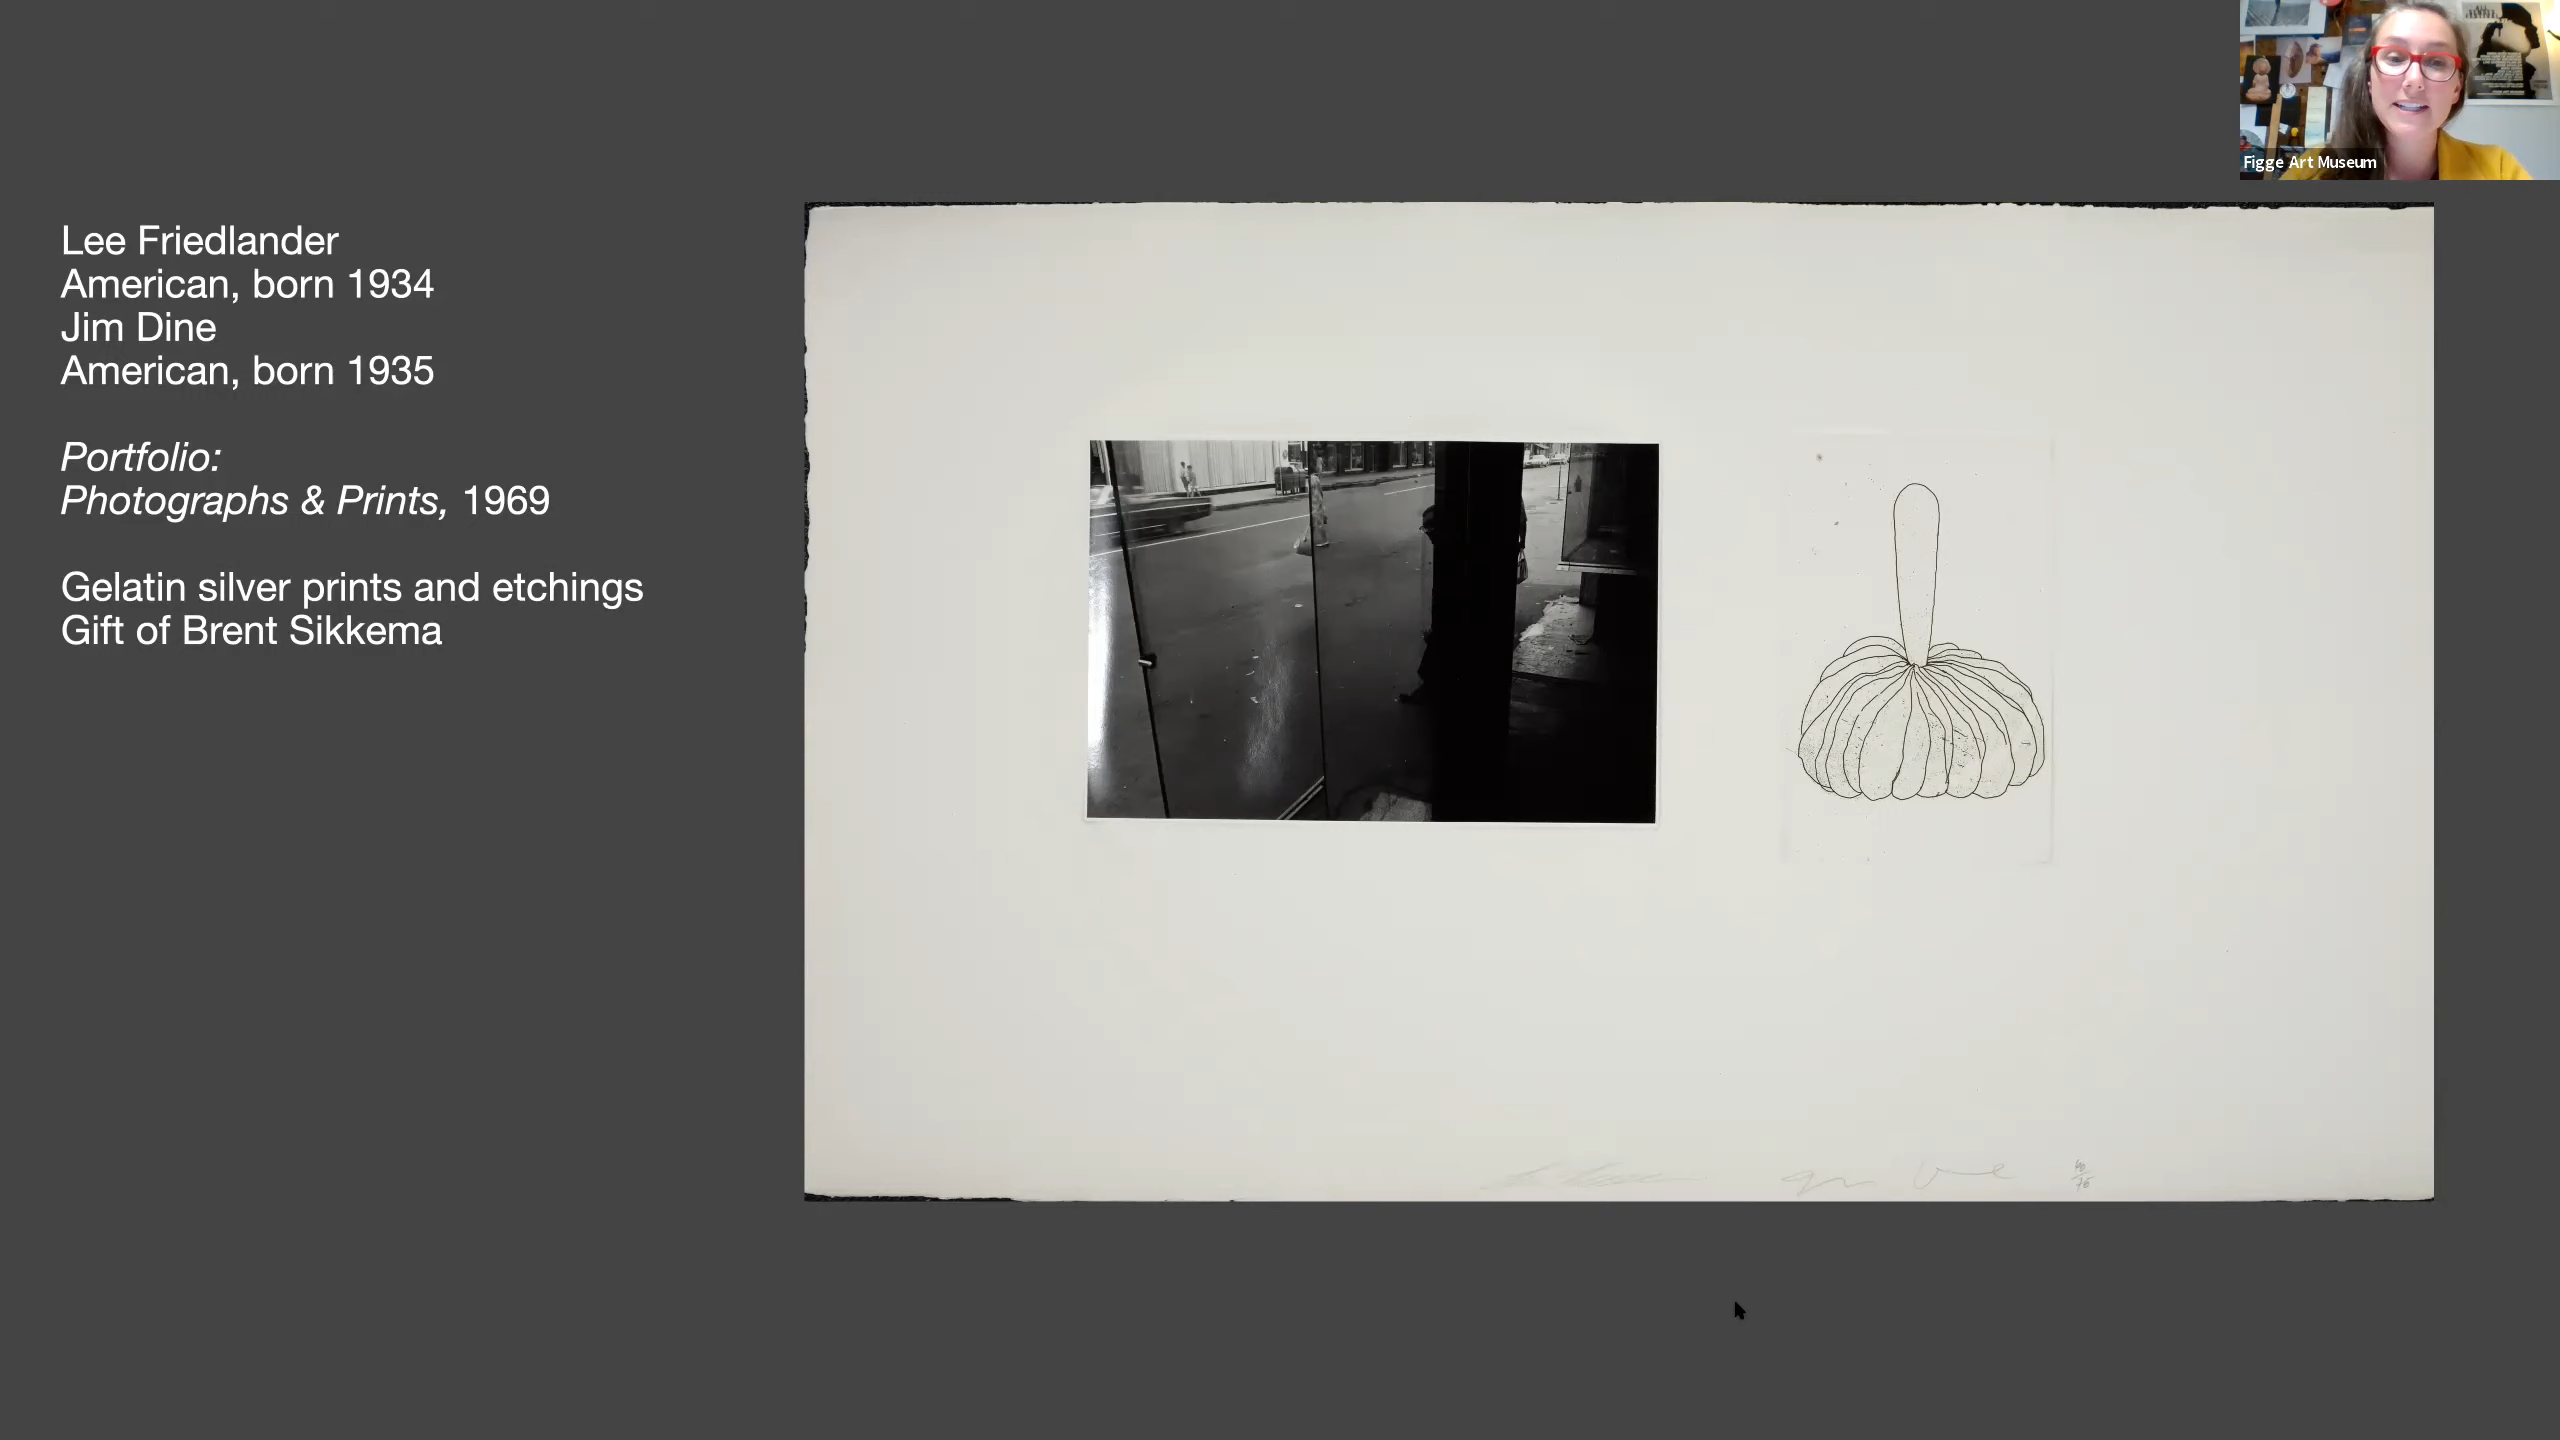 Lee Friedlander
American, born 1934
Jim Dine
American, born 1935
Portfolio:
Photographs & Prints, 1969
Gelatin silver prints and etchings
Gift of Brent Sikkema
Figge Art Museum